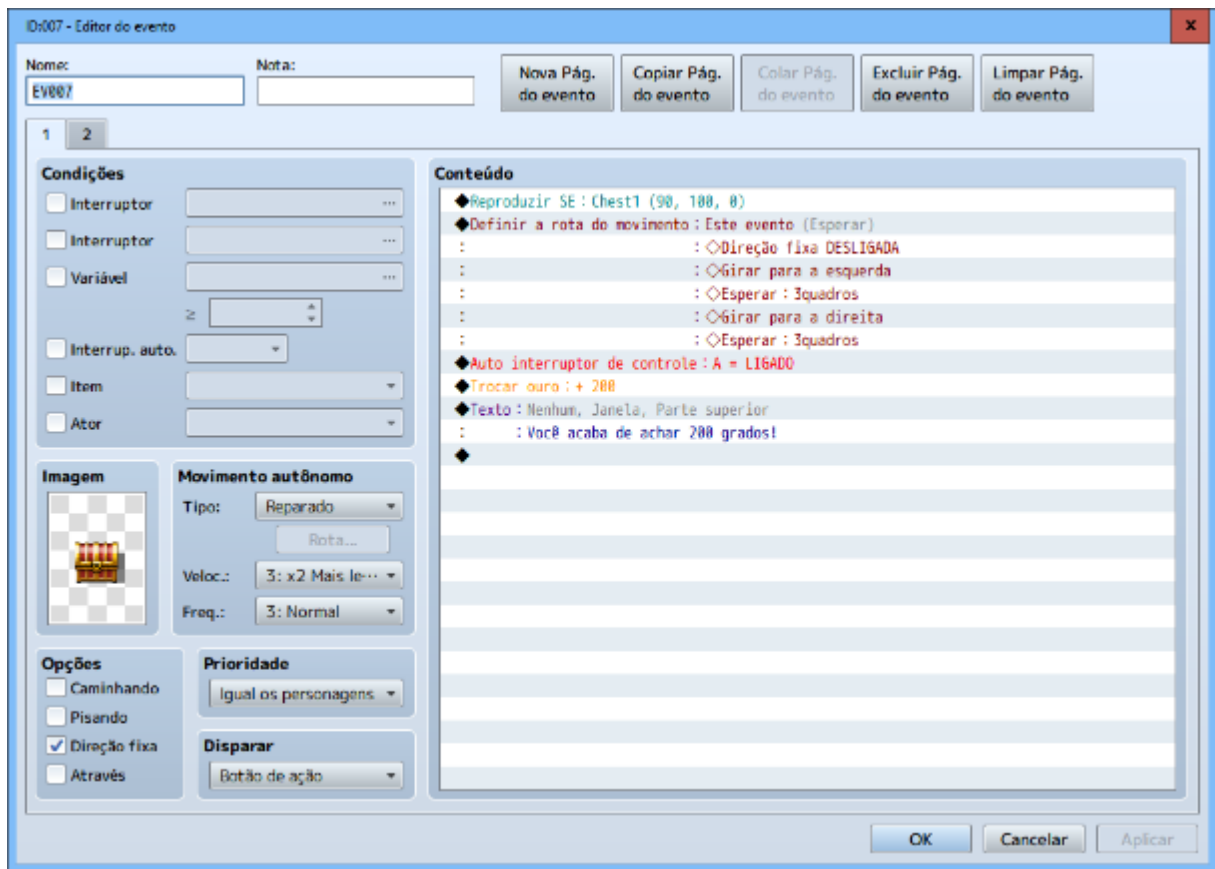 ID:007 - Editor do evento
x
Nome:
Nota:
EV007
Nova Pág. do evento
Copiar Pág. do evento
Colar Pág. do evento
Excluir Pág. do evento
Limpar Pág. do evento
1
2
Condições
Interruptor
...
Interruptor
...
Variável
...
≥
Interrup. auto.
Item
Ator
Imagem
Movimento autônomo
Tipo:
Reparado
Rota...
Veloc.:
3: x2 Mais le...
Freq.:
3: Normal
Opções
Caminhando
Pisando
Direção fixa
Através
Prioridade
Igual os personagens
Disparar
Botão de ação
Conteúdo
◆Reproduzir SE : Chest1 (90, 100, 0)
◆Definir a rota do movimento : Este evento (Esperar)
: : ◇Direção fixa DESLIGADA
: : ◇Girar para a esquerda
: : ◇Esperar : 3quadros
: : ◇Girar para a direita
: : ◇Esperar : 3quadros
◆Auto interruptor de controle : A = LIGADO
◆Trocar ouro : + 200
◆Texto : Nenhum, Janela, Parte superior
: : Você acaba de achar 200 grados!
◆
OK
Cancelar
Aplicar